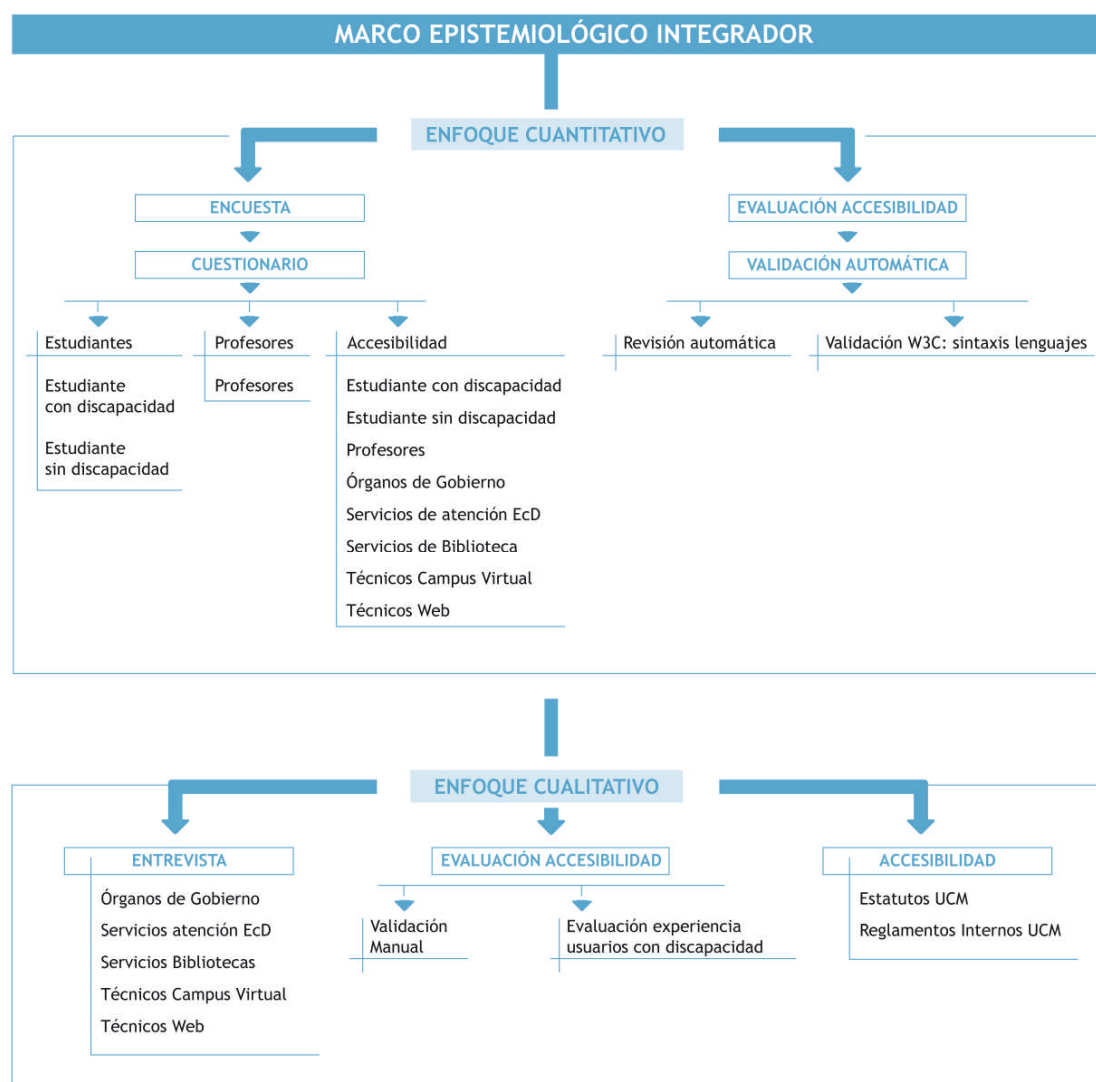 MARCO EPISTEMIOLÓGICO INTEGRADOR
ENFOQUE CUANTITATIVO
ENCUESTA
CUESTIONARIO
Estudiantes
Estudiante
con discapacidad
Estudiante
sin discapacidad
Profesores
Profesores
Accesibilidad
Estudiante con discapacidad
Estudiante sin discapacidad
Profesores
Órganos de Gobierno
Servicios de atención EcD
Servicios de Biblioteca
Técnicos Campus Virtual
Técnicos Web
EVALUACIÓN ACCESIBILIDAD
VALIDACIÓN AUTOMÁTICA
Revisión automática
Validación W3C: sintaxis lenguajes
ENFOQUE CUALITATIVO
ENTREVISTA
Órganos de Gobierno
Servicios atención EcD
Servicios Bibliotecas
Técnicos Campus Virtual
Técnicos Web
EVALUACIÓN ACCESIBILIDAD
Validación
Manual
Evaluación experiencia
usuarios con discapacidad
ACCESIBILIDAD
Estatutos UCM
Reglamentos Internos UCM